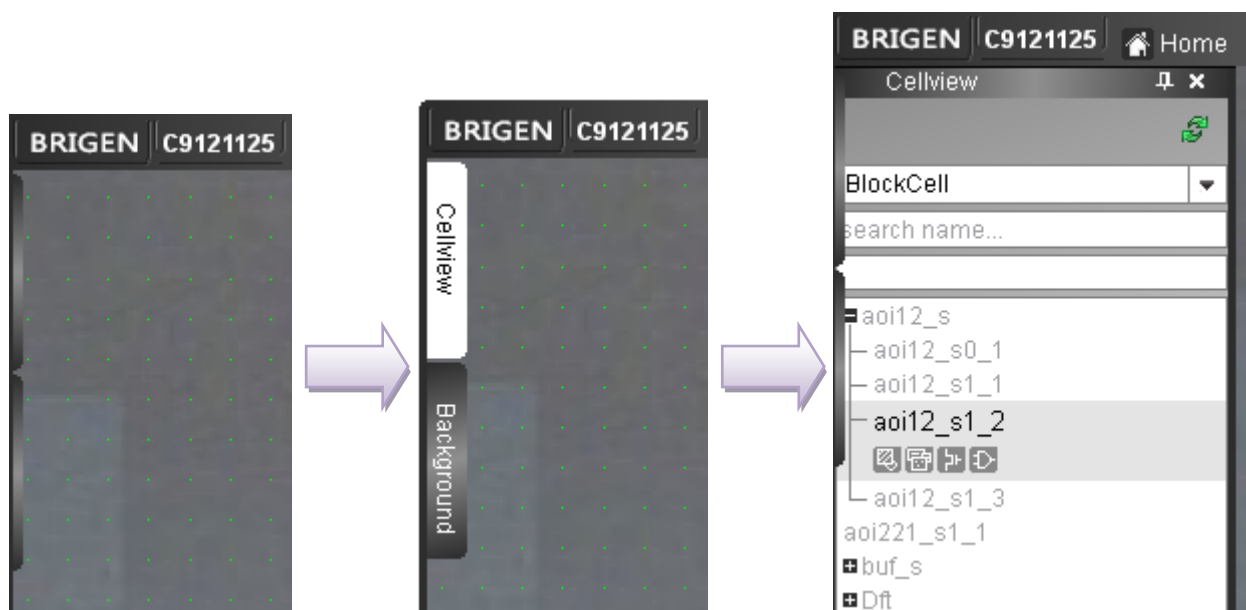 BRIGEN C9121125
BRIGEN C9121125
Cellview
Background
BRIGEN C9121125 Home
Cellview
BlockCell
search name...
aoi12_s
aoi12_s0_1
aoi12_s1_1
aoi12_s1_2
aoi12_s1_3
aoi221_s1_1
buf_s
Dft